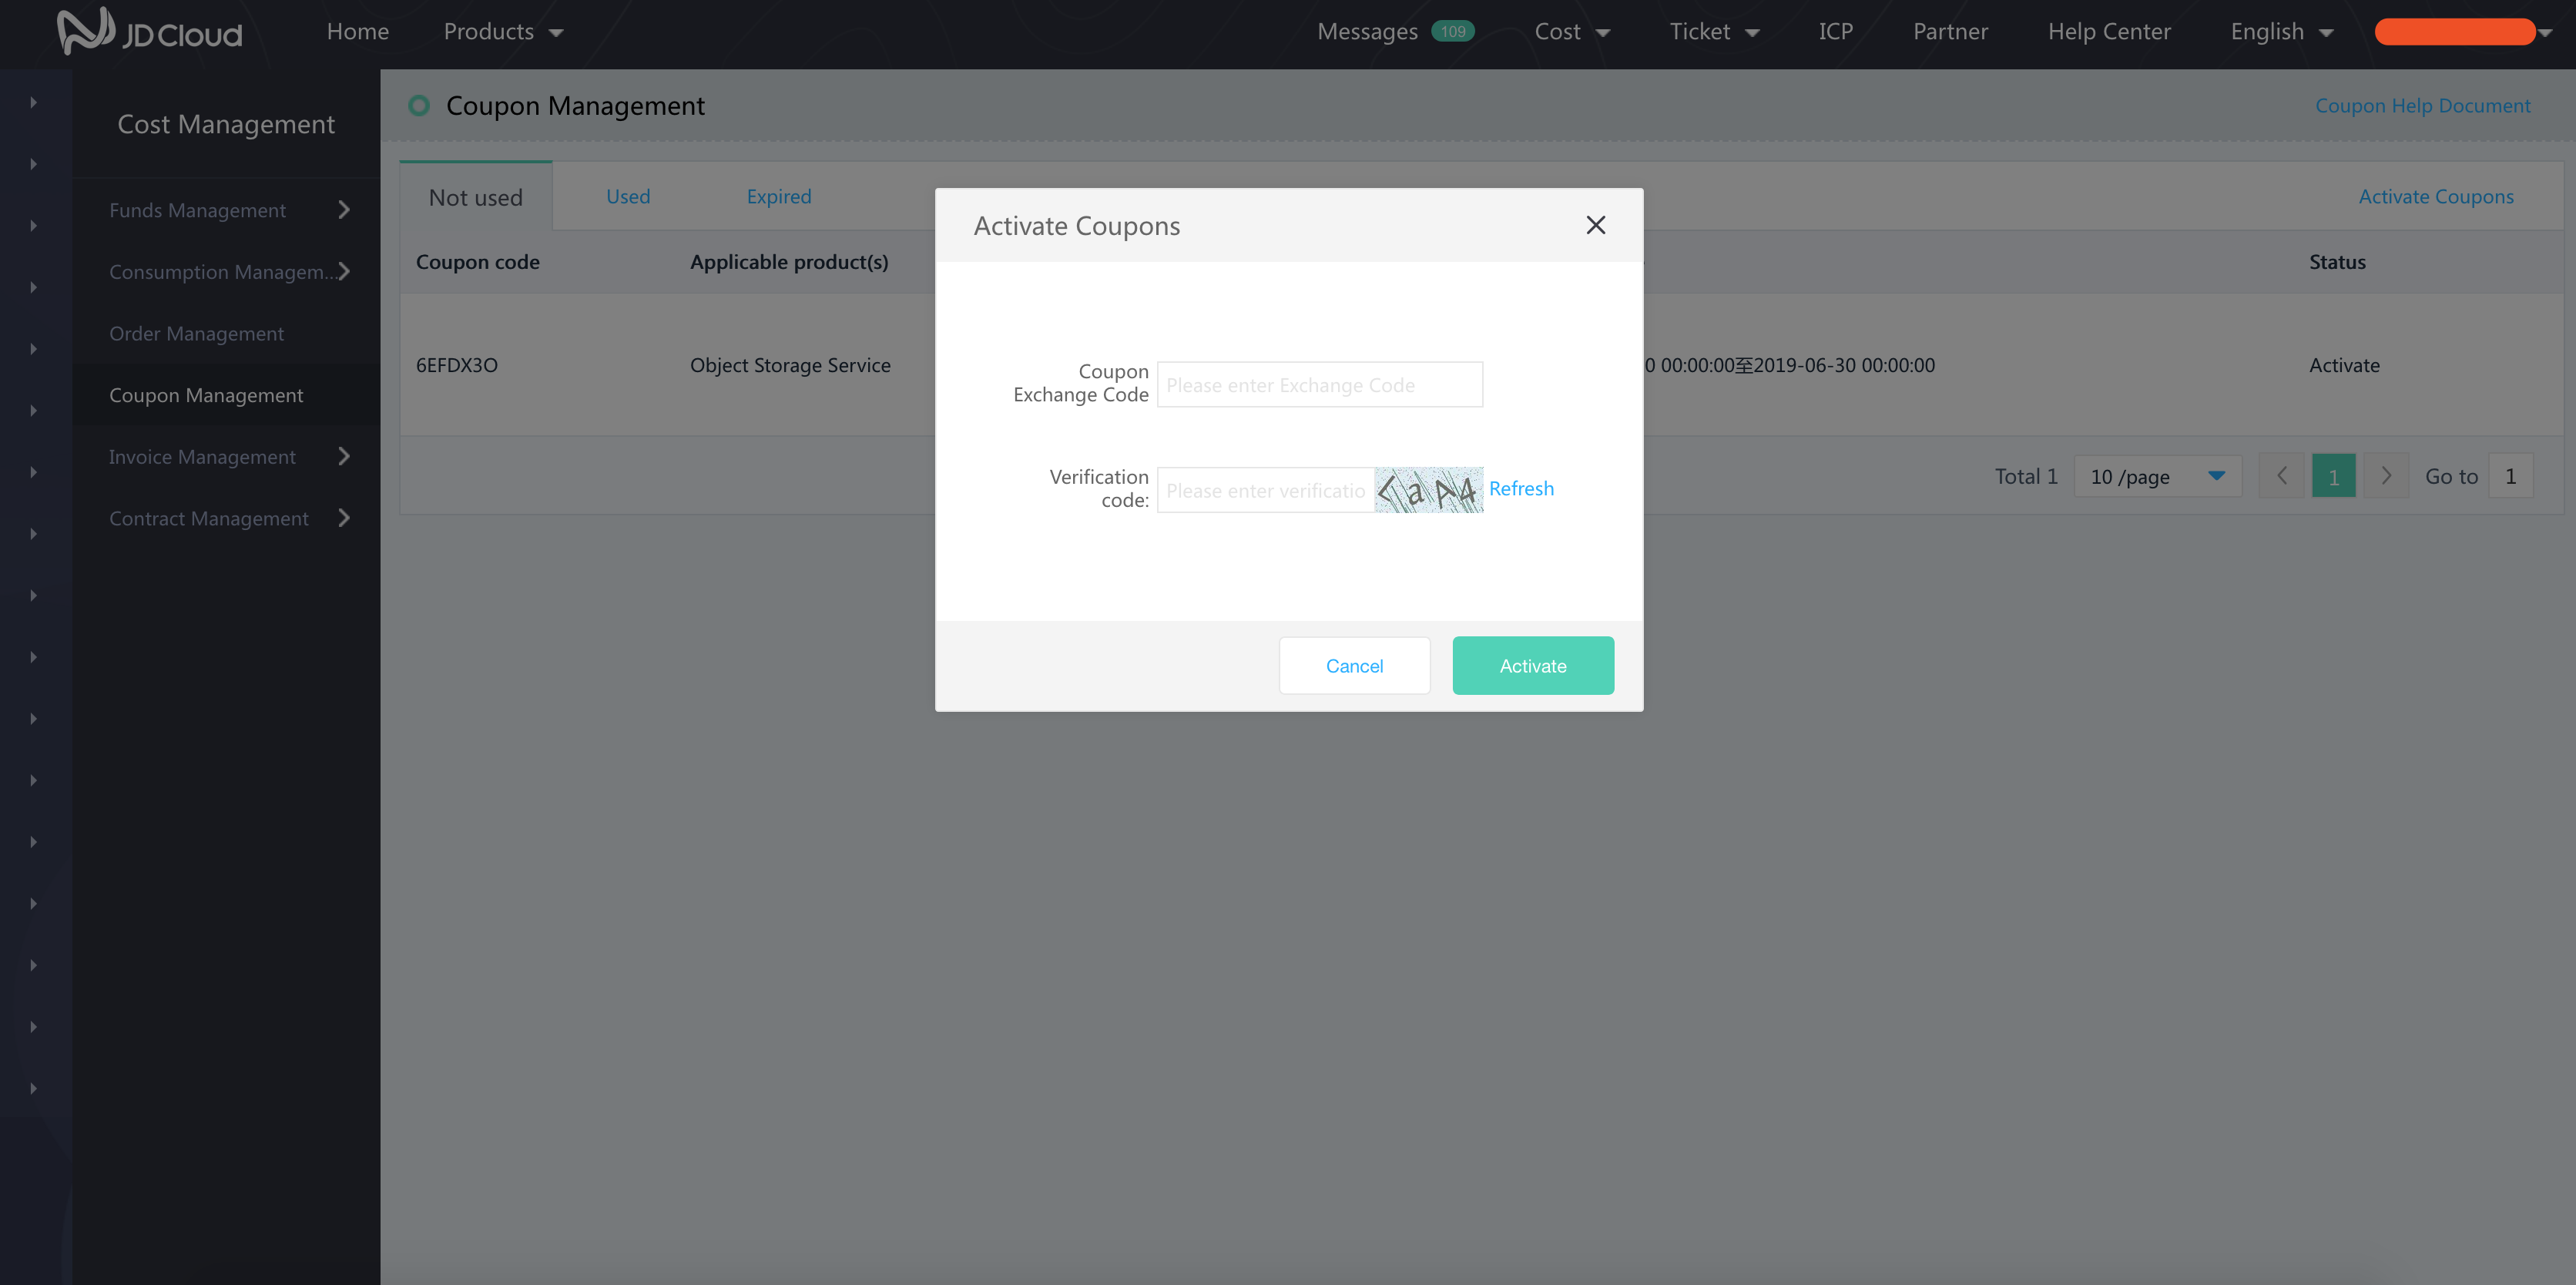 JD Cloud
Home
Products
Messages 109
Cost
Ticket
ICP
Partner
Help Center
English
Cost Management
Funds Management
Consumption Managem...
Order Management
Coupon Management
Invoice Management
Contract Management
Coupon Management
Coupon Help Document
Not used
Used
Expired
Activate Coupons
Coupon code
Applicable product(s)
Status
6EFDX3O
Object Storage Service
0 00:00:00至2019-06-30 00:00:00
Activate
Total 1
10 /page
1
Go to
1
Activate Coupons
Coupon
Exchange Code
Please enter Exchange Code
Verification
code:
Please enter verificatio
Refresh
Cancel
Activate